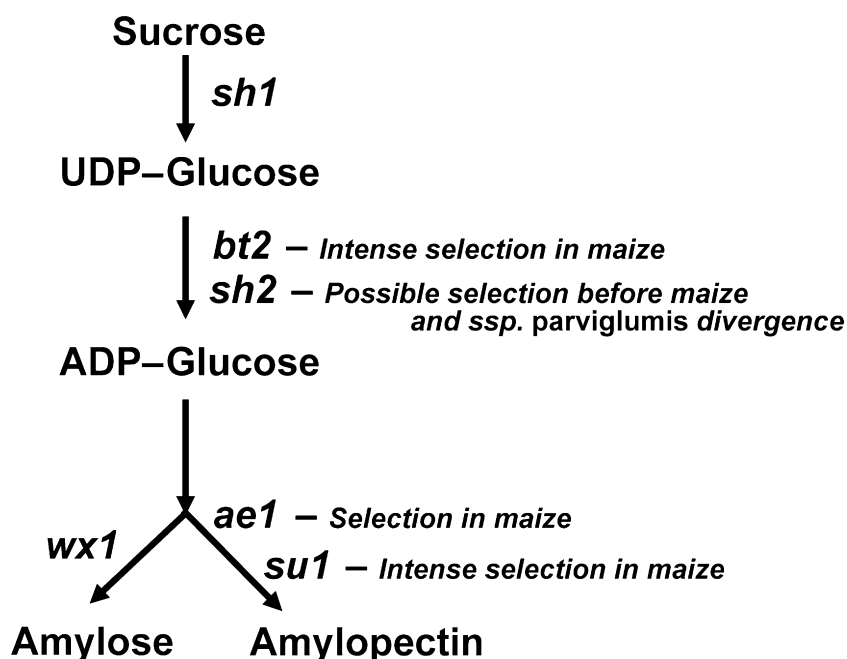 Sucrose
sh1
UDP–Glucose
bt2 – Intense selection in maize
sh2 – Possible selection before maize
and ssp. parviglumis divergence
ADP–Glucose
ae1 – Selection in maize
wx1
su1 – Intense selection in maize
Amylose Amylopectin